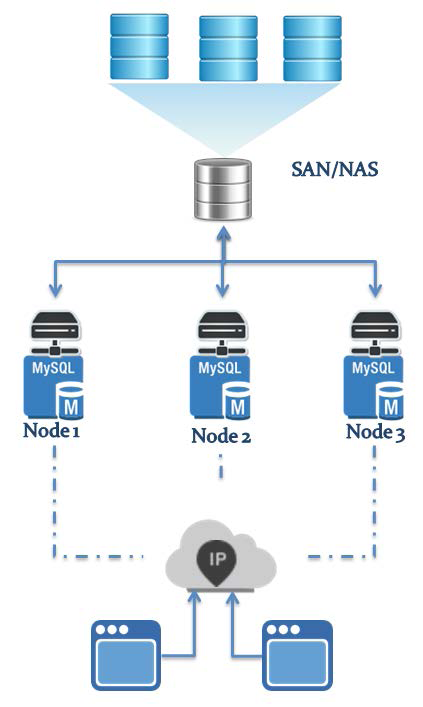 SAN/NAS
MySQL
M
Node 1
MySQL
M
Node 2
MySQL
M
Node 3
IP